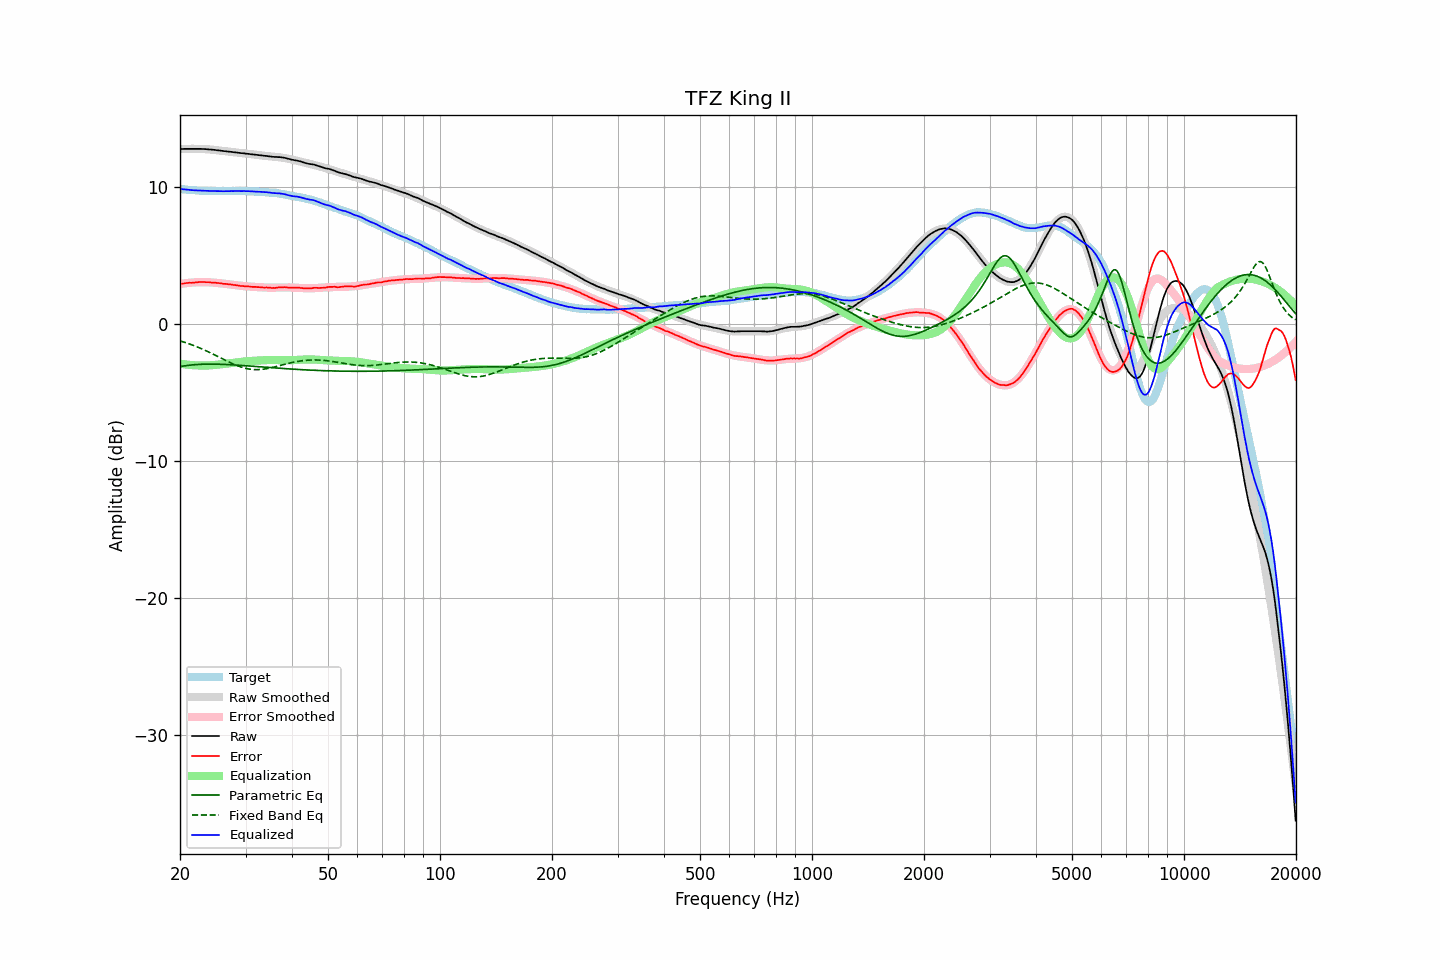 TFZ King II
10
0
−10
−20
−30
Amplitude (dBr)
Target
Raw Smoothed
Error Smoothed
Raw
Error
Equalization
Parametric Eq
Fixed Band Eq
Equalized
20
50
100
200
500
1000
2000
5000
10000
20000
Frequency (Hz)